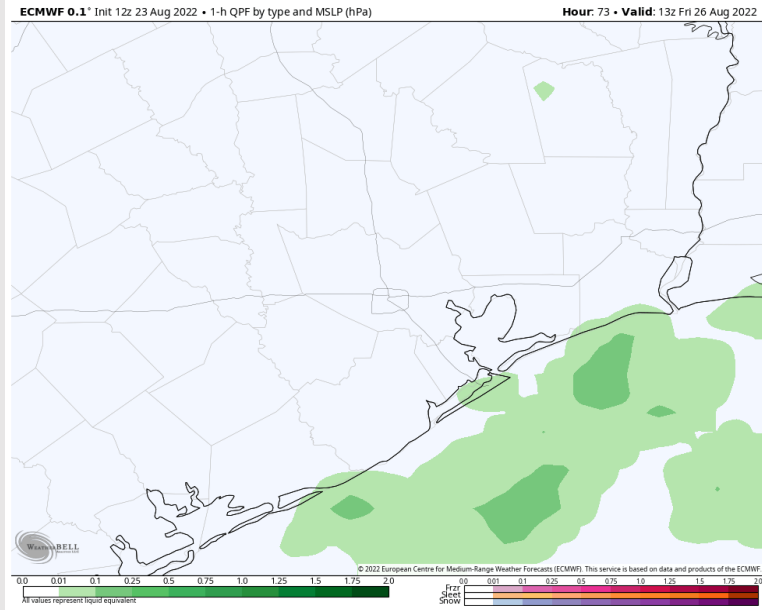 ECMWF 0.1° Init 12z 23 Aug 2022 • 1-h QPF by type and MSLP (hPa)
Hour: 73 • Valid: 13z Fri 26 Aug 2022
WEATHERBELL
© 2022 European Centre for Medium-Range Weather Forecasts (ECMWF). This service is based on data and products of the ECMWF.
0.0 0.01 0.1 0.25 0.5 0.75 1.0 1.25 1.5 1.75 2.0
All values represent liquid equivalent
0.0 0.01 0.1 0.25 0.5 0.75 1.0 1.25 1.5 1.75 2.0
Frzr
Sleet
Snow